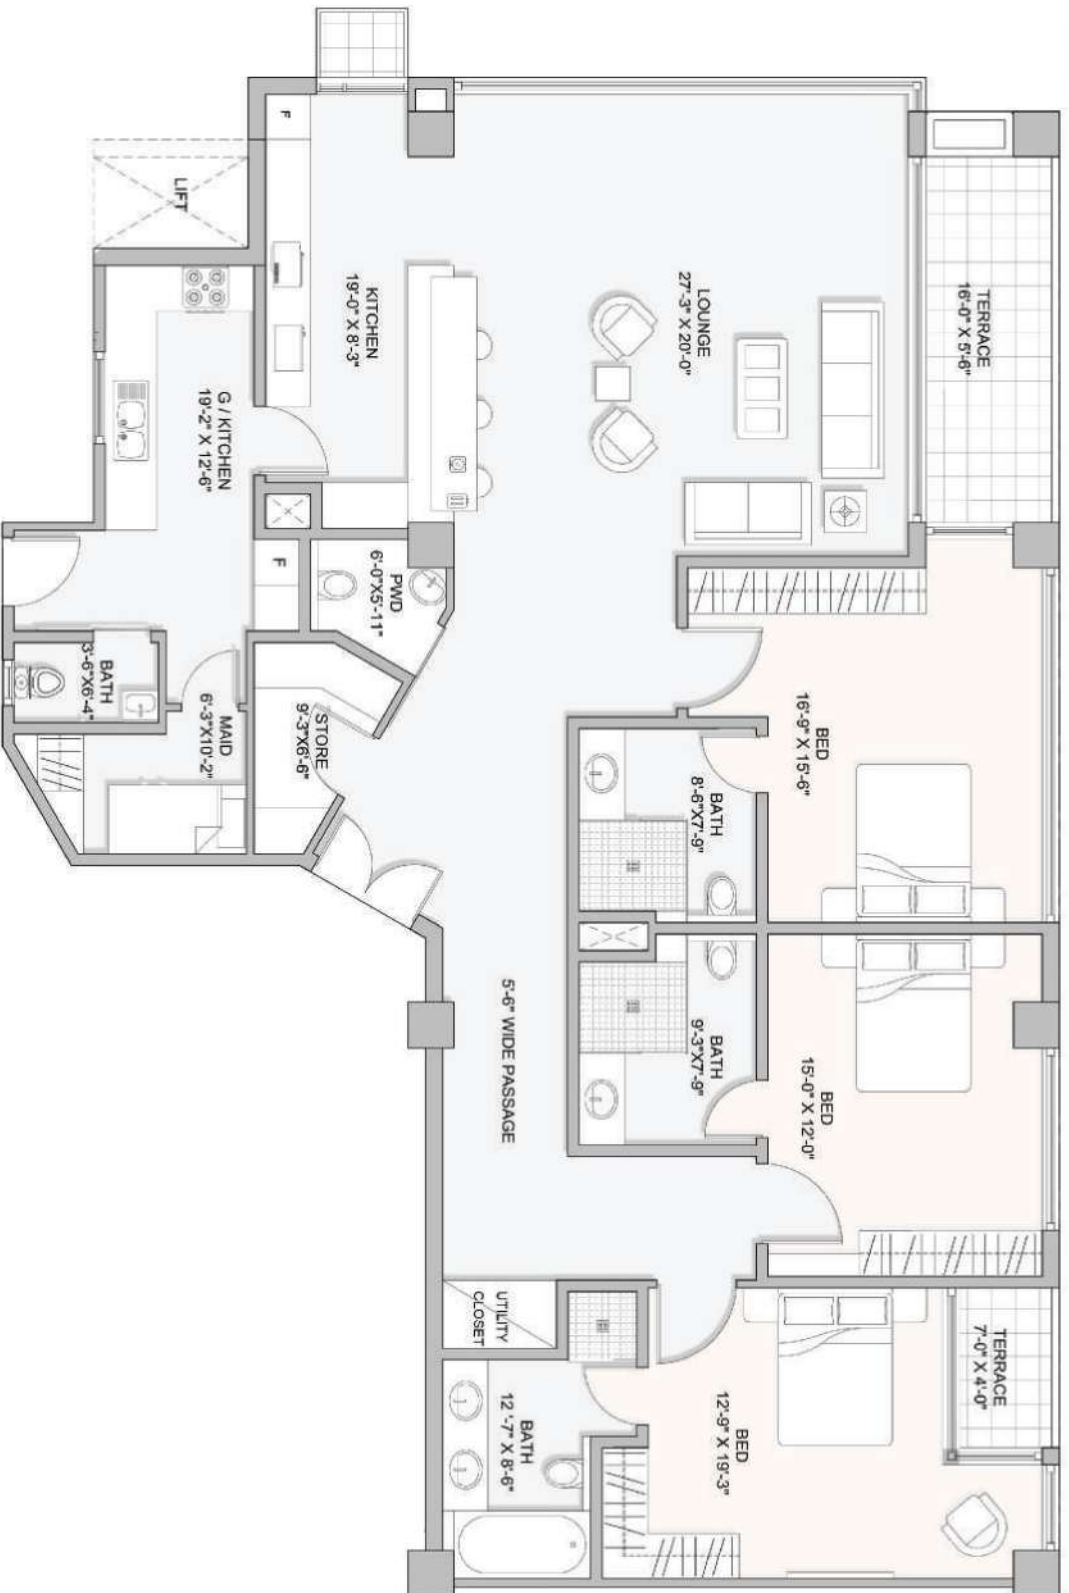 TERRACE
16'-0" X 5'-6"
LOUNGE
27'-3" X 20'-0"
KITCHEN
19'-0" X 8'-3"
F
LIFT
G / KITCHEN
19'-2" X 12'-6"
F
PWD
6'-0"X5'-11"
BED
16'-9" X 15'-6"
BATH
8'-6"X7'-9"
STORE
9'-3"X6'-6"
MAID
6'-3"X10'-2"
BATH
3'-6"X6'-4"
BED
15'-0" X 12'-0"
BATH
9'-3"X7'-9"
5'-6" WIDE PASSAGE
TERRACE
7'-0" X 4'-0"
BED
12'-9" X 19'-3"
UTILITY
CLOSET
BATH
12 '-7" X 8'-6"